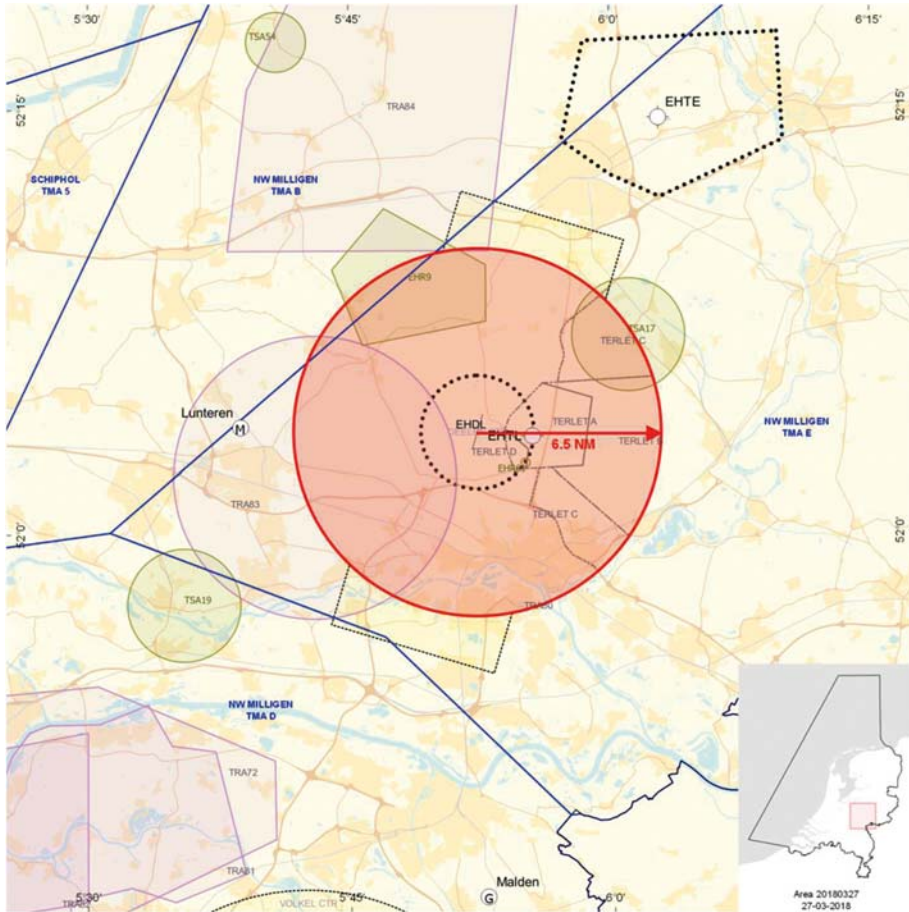 5°30'
5°45'
6°0'
6°15'
TSA54
EHTE
52°15'
TRA84
52°15'
SCHIPHOL
TMA 5
NW MILLIGEN
TMA B
EHR9
TSA17
TERLET C
Lunteren
M
EHDL
EHTL
TERLET A
NW MILLIGEN
TMA E
6.5 NM
TERLET B
TERLET D
TRA83
TERLET C
52°0'
52°0'
TSA19
NW MILLIGEN
TMA D
TRA72
TRA81
Malden
G
5°30'
5°45'
6°0'
VOLKEL CTR
Area 20180327
27-03-2018